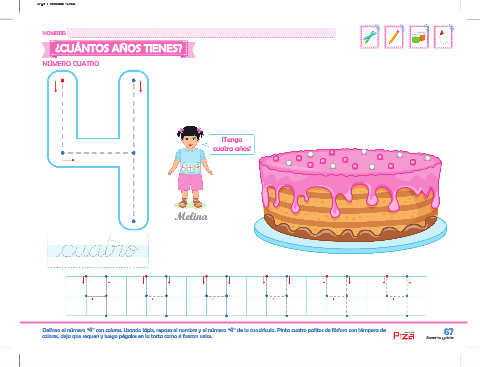 NOMBRE:
¿CUÁNTOS AÑOS TIENES?
NÚMERO CUATRO
¡Tengo
cuatro años!
Melina
cuatro
Delinea el número "4" con colores. Usando lápiz, repasa el nombre y el número "4" de la cuadrícula. Pinta cuatro palitos de fósforo con témpera de
colores, deja que sequen y luego pégalos en la torta como si fueran velas.
67